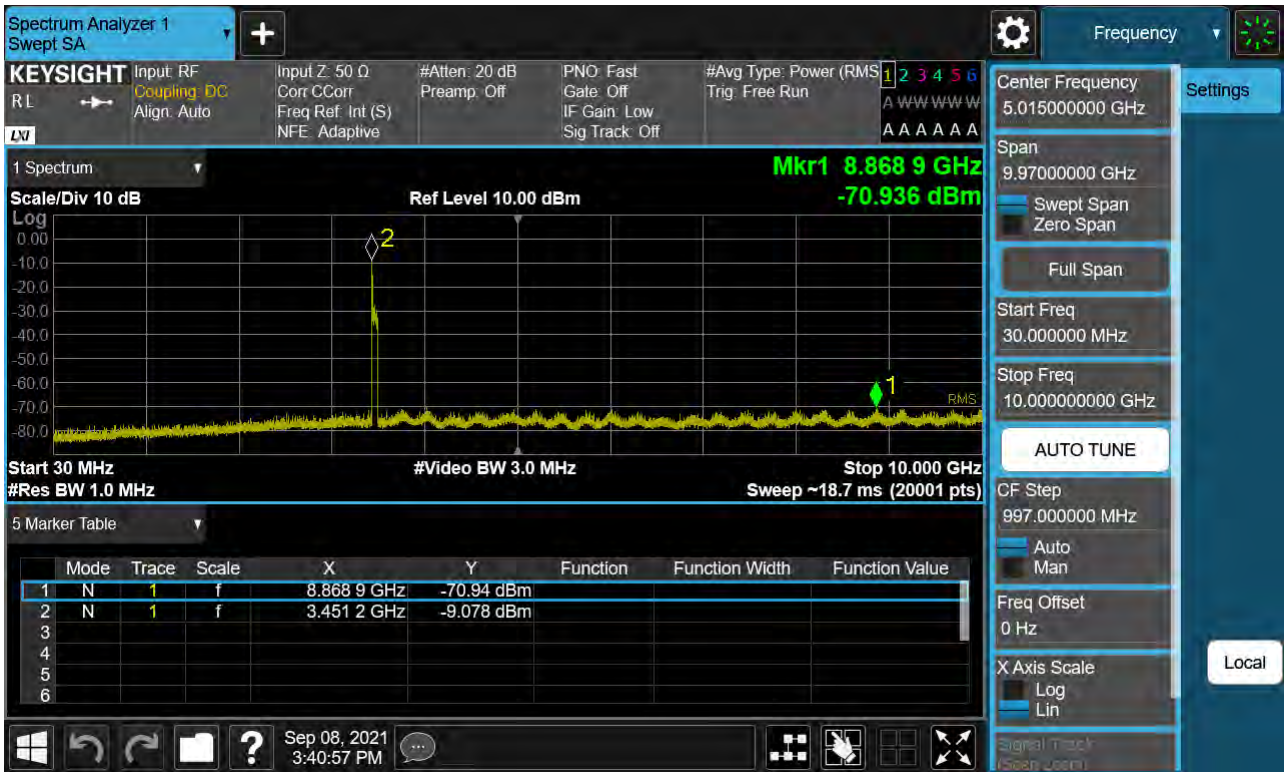 Spectrum Analyzer 1
Swept SA
+
Frequency
KEYSIGHT
RL
LXI
Input: RF
Coupling: DC
Align: Auto
Input Z: 50 Ω
Corr CCorr
Freq Ref: Int (S)
NFE: Adaptive
#Atten: 20 dB
Preamp: Off
PNO: Fast
Gate: Off
IF Gain: Low
Sig Track: Off
#Avg Type: Power (RMS
Trig: Free Run
1 2 3 4 5 6
A W W W W W
A A A A A A
1 Spectrum
Mkr1 8.868 9 GHz
Scale/Div 10 dB
Ref Level 10.00 dBm
-70.936 dBm
Log
0.00
-10.0
-20.0
-30.0
-40.0
-50.0
-60.0
-70.0
-80.0
2
1
RMS
Start 30 MHz
#Video BW 3.0 MHz
Stop 10.000 GHz
#Res BW 1.0 MHz
Sweep ~18.7 ms (20001 pts)
5 Marker Table
Mode Trace Scale X Y Function Function Width Function Value
1 N 1 f 8.868 9 GHz -70.94 dBm
2 N 1 f 3.451 2 GHz -9.078 dBm
3
4
5
6
Sep 08, 2021
3:40:57 PM
?
Center Frequency
5.015000000 GHz
Span
9.97000000 GHz
Swept Span
Zero Span
Full Span
Start Freq
30.000000 MHz
Stop Freq
10.000000000 GHz
AUTO TUNE
CF Step
997.000000 MHz
Auto
Man
Freq Offset
0 Hz
X Axis Scale
Log
Lin
Signal Track
(Span Zoom)
Settings
Local